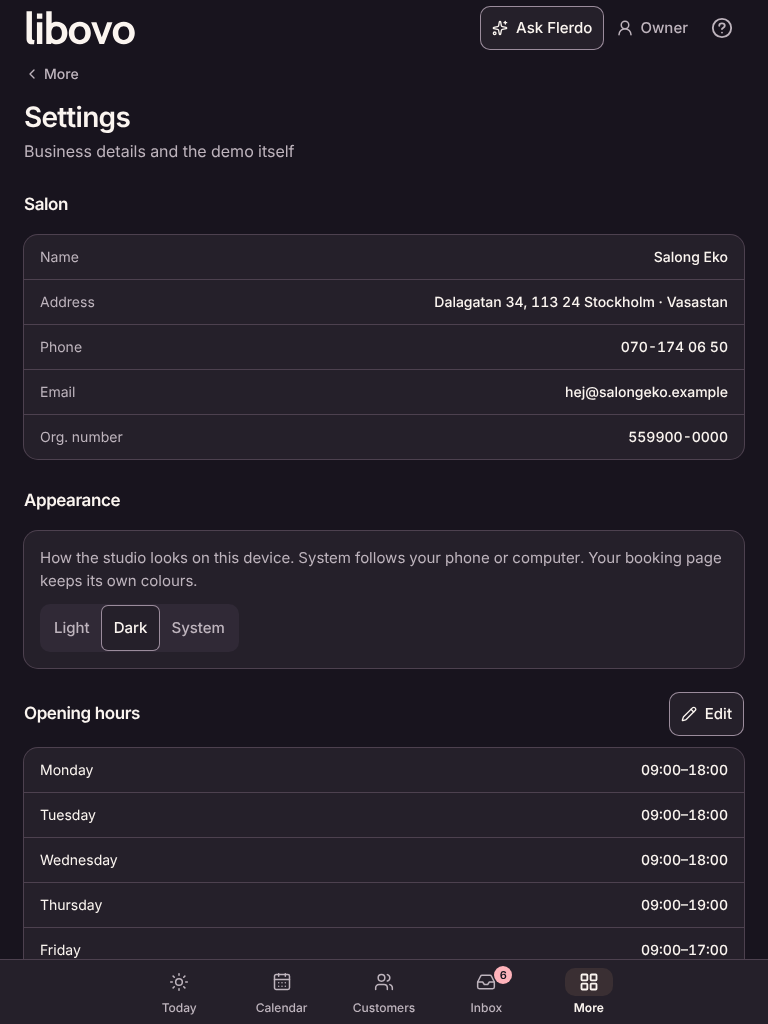 libovo
Ask Flerdo
Owner
More
Settings
Business details and the demo itself
Salon
Name
Salong Eko
Address
Dalagatan 34, 113 24 Stockholm · Vasastan
Phone
070-174 06 50
Email
hej@salongeko.example
Org. number
559900-0000
Appearance
How the studio looks on this device. System follows your phone or computer. Your booking page
keeps its own colours.
Light
Dark
System
Opening hours
Edit
Monday
09:00–18:00
Tuesday
09:00–18:00
Wednesday
09:00–18:00
Thursday
09:00–19:00
Friday
09:00–17:00
6
Today
Calendar
Customers
Inbox
More